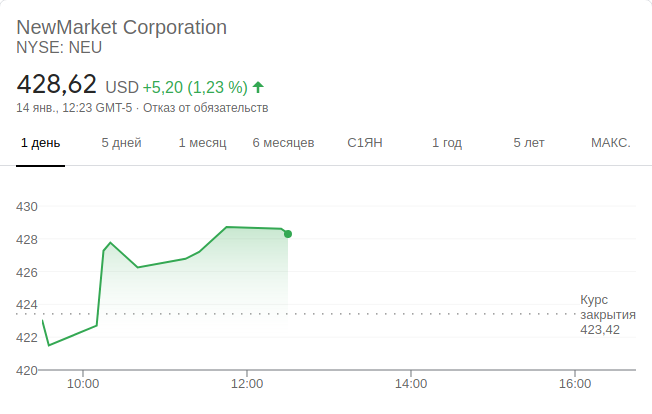 NewMarket Corporation
NYSE: NEU
428,62 USD +5,20 (1,23 %)
14 янв., 12:23 GMT-5 · Отказ от обязательств
1 день 5 дней 1 месяц 6 месяцев С1ЯН 1 год 5 лет МАКС.
430
428
426
424
Курс
закрытия
423,42
422
420
10:00 12:00 14:00 16:00